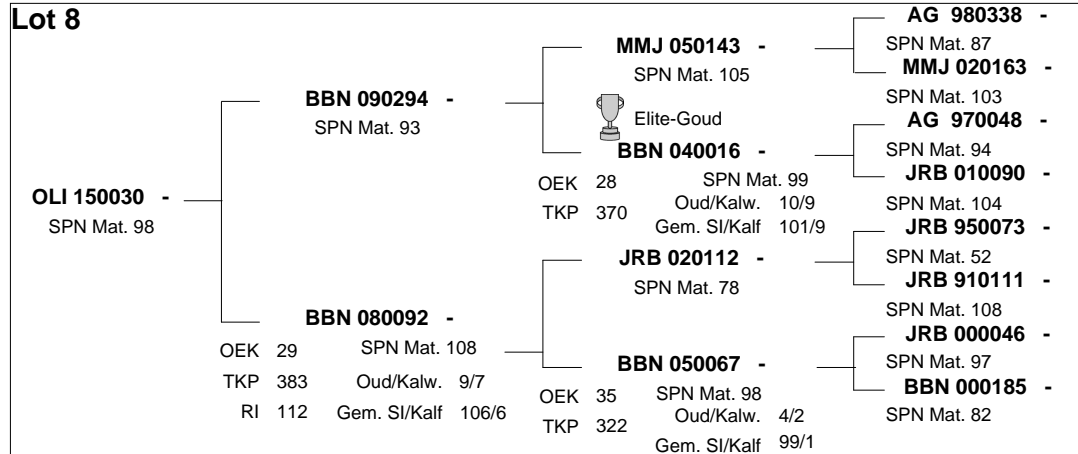 Lot 8
AG 980338 -
MMJ 050143 -
SPN Mat. 87
SPN Mat. 105
MMJ 020163 -
BBN 090294 -
SPN Mat. 103
SPN Mat. 93
Elite-Goud
AG 970048 -
BBN 040016 -
SPN Mat. 94
OEK 28 SPN Mat. 99
JRB 010090 -
OLI 150030 -
TKP 370 Oud/Kalw. 10/9
SPN Mat. 104
SPN Mat. 98
Gem. SI/Kalf 101/9
JRB 950073 -
JRB 020112 -
SPN Mat. 52
SPN Mat. 78
JRB 910111 -
BBN 080092 -
SPN Mat. 108
OEK 29 SPN Mat. 108
JRB 000046 -
BBN 050067 -
SPN Mat. 97
TKP 383 Oud/Kalw. 9/7
OEK 35 SPN Mat. 98
BBN 000185 -
RI 112 Gem. SI/Kalf 106/6
TKP 322 Oud/Kalw. 4/2
SPN Mat. 82
Gem. SI/Kalf 99/1